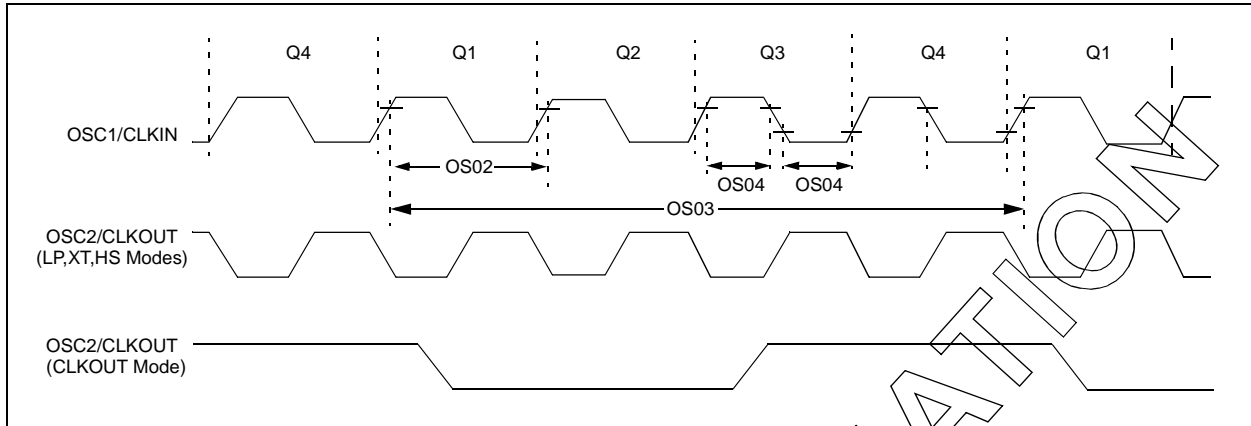 Q4 Q1 Q2 Q3 Q4 Q1
OSC1/CLKIN
OS02
OS04 OS04
OS03
OSC2/CLKOUT
(LP,XT,HS Modes)
OSC2/CLKOUT
(CLKOUT Mode)
ATION